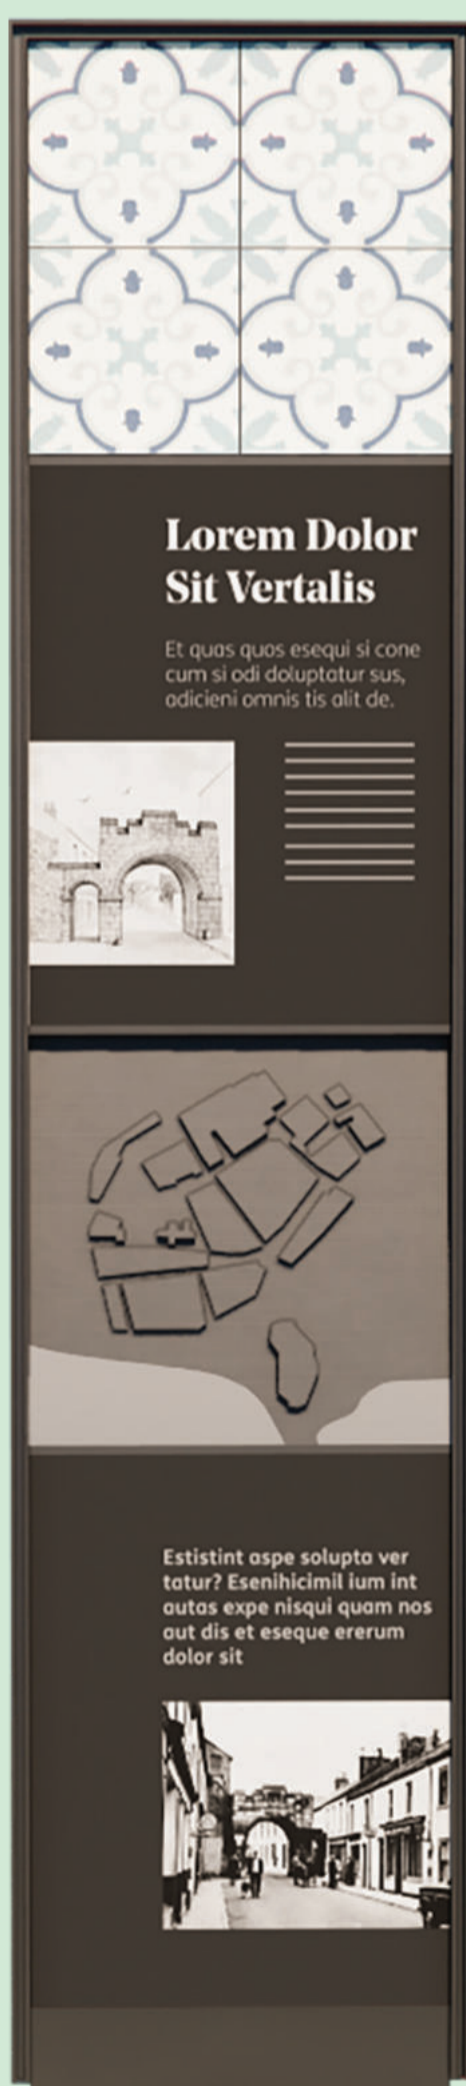 Lorem Dolor
Sit Vertalis
Et quas quos esequi si cone
cum si odi doluptatur sus,
adicieni omnis tis alit de.
Estistint aspe solupta ver
tatur? Esenihicimil ium int
autas expe nisqui quam nos
aut dis et eseque ererum
dolor sit